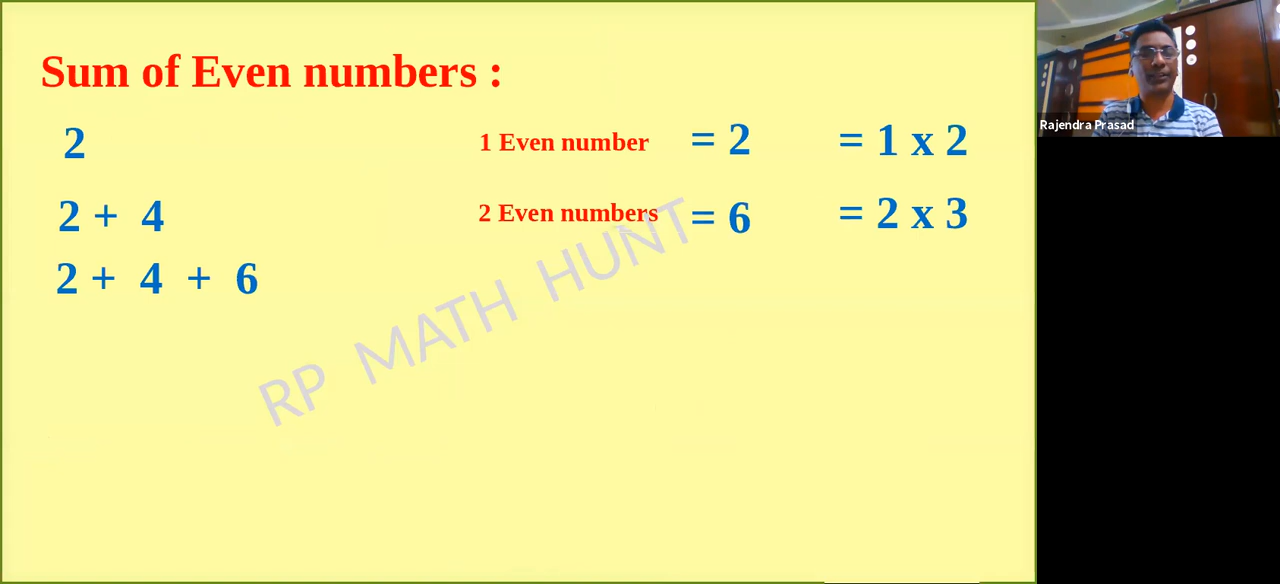 Sum of Even numbers :
2 1 Even number = 2 = 1 x 2
2 + 4 2 Even numbers = 6 = 2 x 3
2 + 4 + 6
RP MATH HUNT
Rajendra Prasad